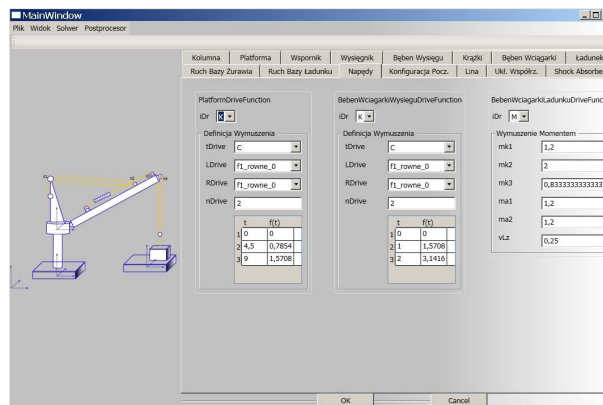 MainWindow
Plik Widok Solwer Postprocesor
Kolumna Platforma Wspornik Wysięgnik Bęben Wysięgu Krążki Bęben Wciągarki Ładunek
Ruch Bazy Żurawia Ruch Bazy Ładunku Napędy Konfiguracja Pocz. Lina Ukł. Współrz. Shock Absorbe
PlatformDriveFunction
iDr K
Definicja Wymuszenia
tDrive C
LDrive f1_rowne_0
RDrive f1_rowne_0
nDrive 2
t f(t)
1 0 0
2 4,5 0,7854
3 9 1,5708
BebenWciagarkiWysieguDriveFunction
iDr K
Definicja Wymuszenia
tDrive C
LDrive f1_rowne_0
RDrive f1_rowne_0
nDrive 2
t f(t)
1 0 0
2 1 1,5708
3 2 3,1416
BebenWciagarkiLadunkuDriveFunc
iDr M
Wymuszenie Momentem
mk1 1,2
mk2 2
mk3 0,8333333333333
ma1 1,2
ma2 1,2
vLz 0,25
OK Cancel